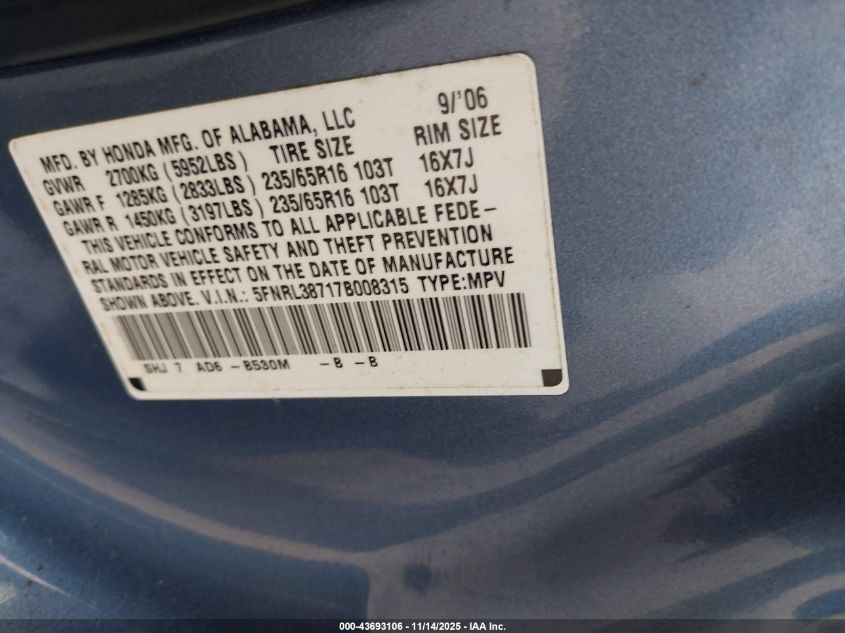 MFD. BY HONDA MFG. OF ALABAMA, LLC 9/'06
GVWR 2700KG (5952LBS) TIRE SIZE RIM SIZE
GAWR F 1285KG (2833LBS) 235/65R16 103T 16X7J
GAWR R 1450KG (3197LBS) 235/65R16 103T 16X7J
THIS VEHICLE CONFORMS TO ALL APPLICABLE FEDE-
RAL MOTOR VEHICLE SAFETY AND THEFT PREVENTION
STANDARDS IN EFFECT ON THE DATE OF MANUFACTURE
SHOWN ABOVE. V.I.N.: 5FNRL38717B008315 TYPE:MPV
SHJ 7 AD6 -B530M -B -B
000-43693106 - 11/14/2025 - IAA Inc.